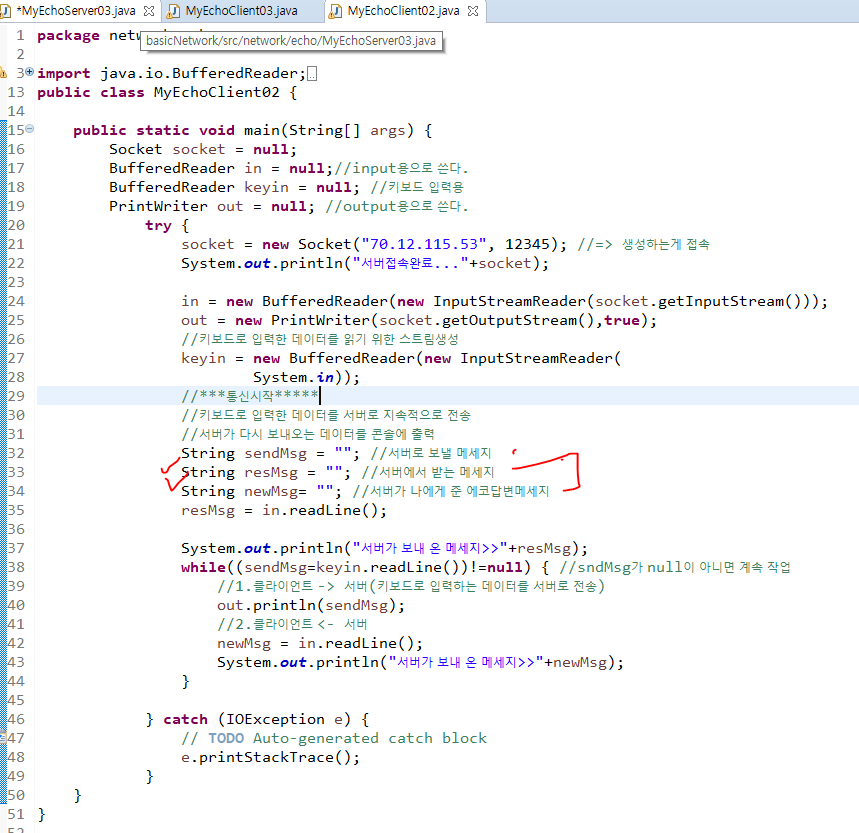 *MyEchoServer03.java MyEchoClient03.java MyEchoClient02.java
1 package net
basicNetwork/src/network/echo/MyEchoServer03.java
2
3 import java.io.BufferedReader;
13 public class MyEchoClient02 {
14
15 public static void main(String[] args) {
16 Socket socket = null;
17 BufferedReader in = null;//input용으로 쓴다.
18 BufferedReader keyin = null; //키보드 입력용
19 PrintWriter out = null; //output용으로 쓴다.
20 try {
21 socket = new Socket("70.12.115.53", 12345); //=> 생성하는게 접속
22 System.out.println("서버접속완료..."+socket);
23
24 in = new BufferedReader(new InputStreamReader(socket.getInputStream()));
25 out = new PrintWriter(socket.getOutputStream(),true);
26 //키보드로 입력한 데이터를 읽기 위한 스트림생성
27 keyin = new BufferedReader(new InputStreamReader(
28 System.in));
29 //***통신시작*****
30 //키보드로 입력한 데이터를 서버로 지속적으로 전송
31 //서버가 다시 보내오는 데이터를 콘솔에 출력
32 String sendMsg = ""; //서버로 보낼 메세지
33 String resMsg = ""; //서버에서 받는 메세지
34 String newMsg= ""; //서버가 나에게 준 에코답변메세지
35 resMsg = in.readLine();
36
37 System.out.println("서버가 보내 온 메세지>>"+resMsg);
38 while((sendMsg=keyin.readLine())!=null) { //sndMsg가 null이 아니면 계속 작업
39 //1.클라이언트 -> 서버(키보드로 입력하는 데이터를 서버로 전송)
40 out.println(sendMsg);
41 //2.클라이언트 <- 서버
42 newMsg = in.readLine();
43 System.out.println("서버가 보내 온 메세지>>"+newMsg);
44 }
45
46 } catch (IOException e) {
47 // TODO Auto-generated catch block
48 e.printStackTrace();
49 }
50 }
51 }
52